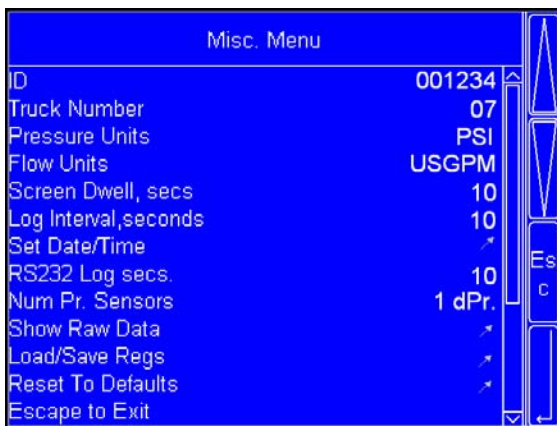 Misc. Menu
ID 001234
Truck Number 07
Pressure Units PSI
Flow Units USGPM
Screen Dwell, secs 10
Log Interval,seconds 10
Set Date/Time
RS232 Log secs. 10
Num Pr. Sensors 1 dPr.
Show Raw Data
Load/Save Regs
Reset To Defaults
Escape to Exit
Es
c